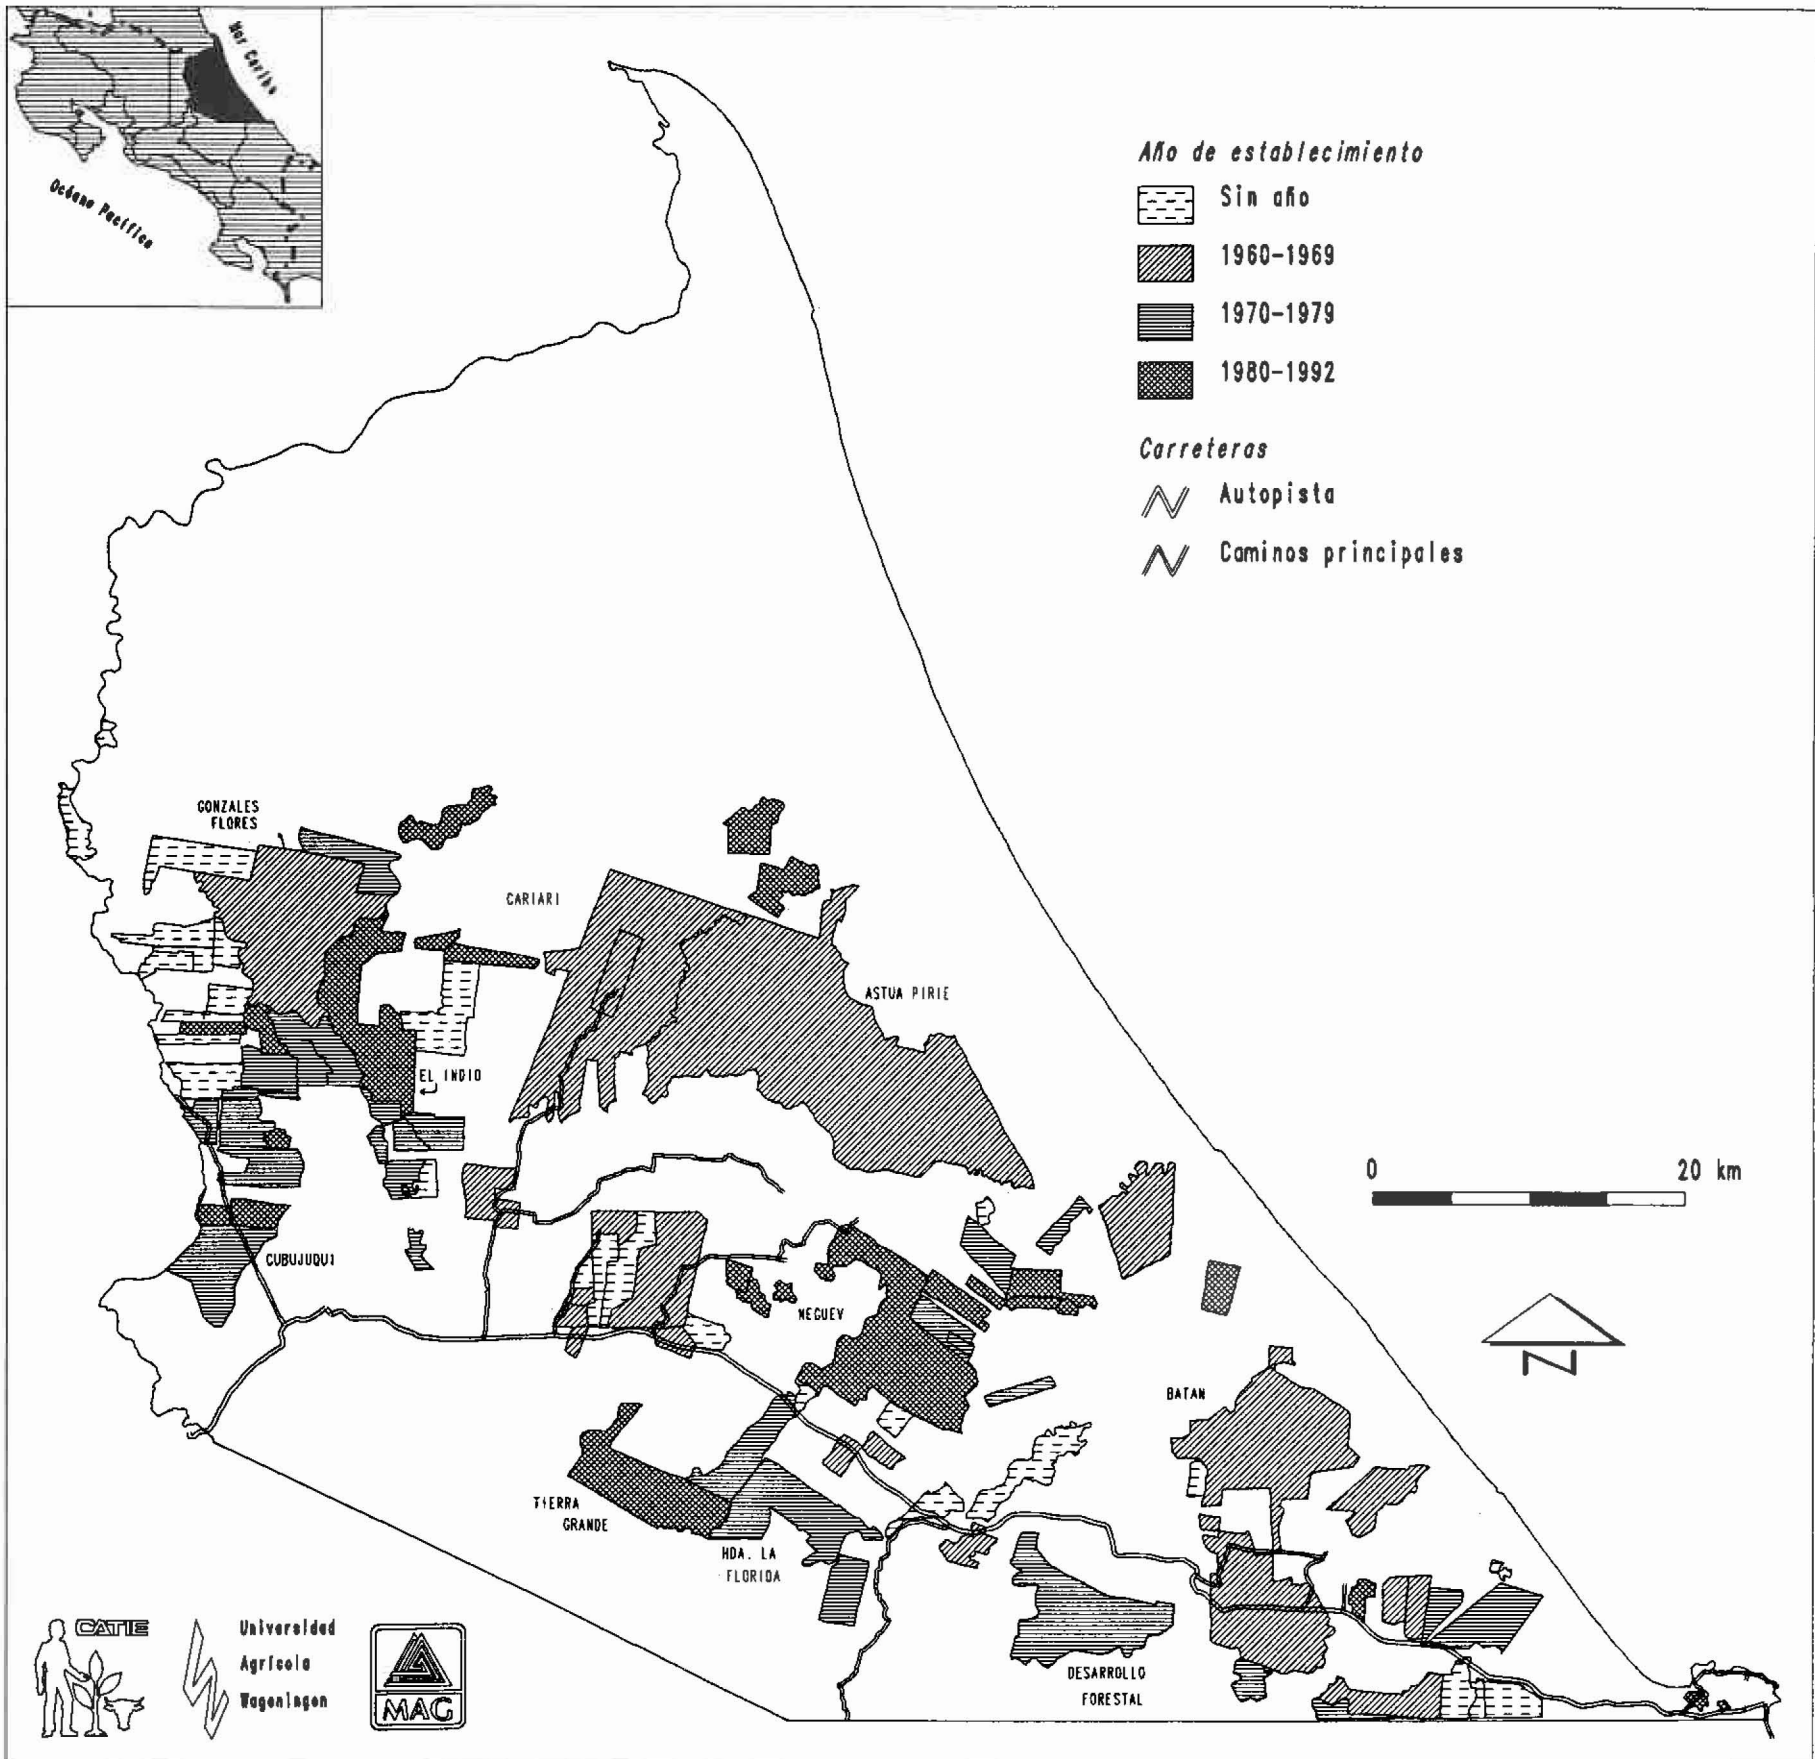 Mar Caribe
Océano Pacífico
Año de establecimiento
Sin año
1960-1969
1970-1979
1980-1992
Carreteras
Autopista
Caminos principales
GONZALES
FLORES
CARIARI
ASTUA PIRIE
EL INDIO
0 20 km
CUBUJUQUI
NEGUEV
N
BATAN
TIERRA
GRANDE
HDA. LA
FLORIDA
DESARROLLO
FORESTAL
CATIE
Universidad
Agrícola
Wageningen
MAG